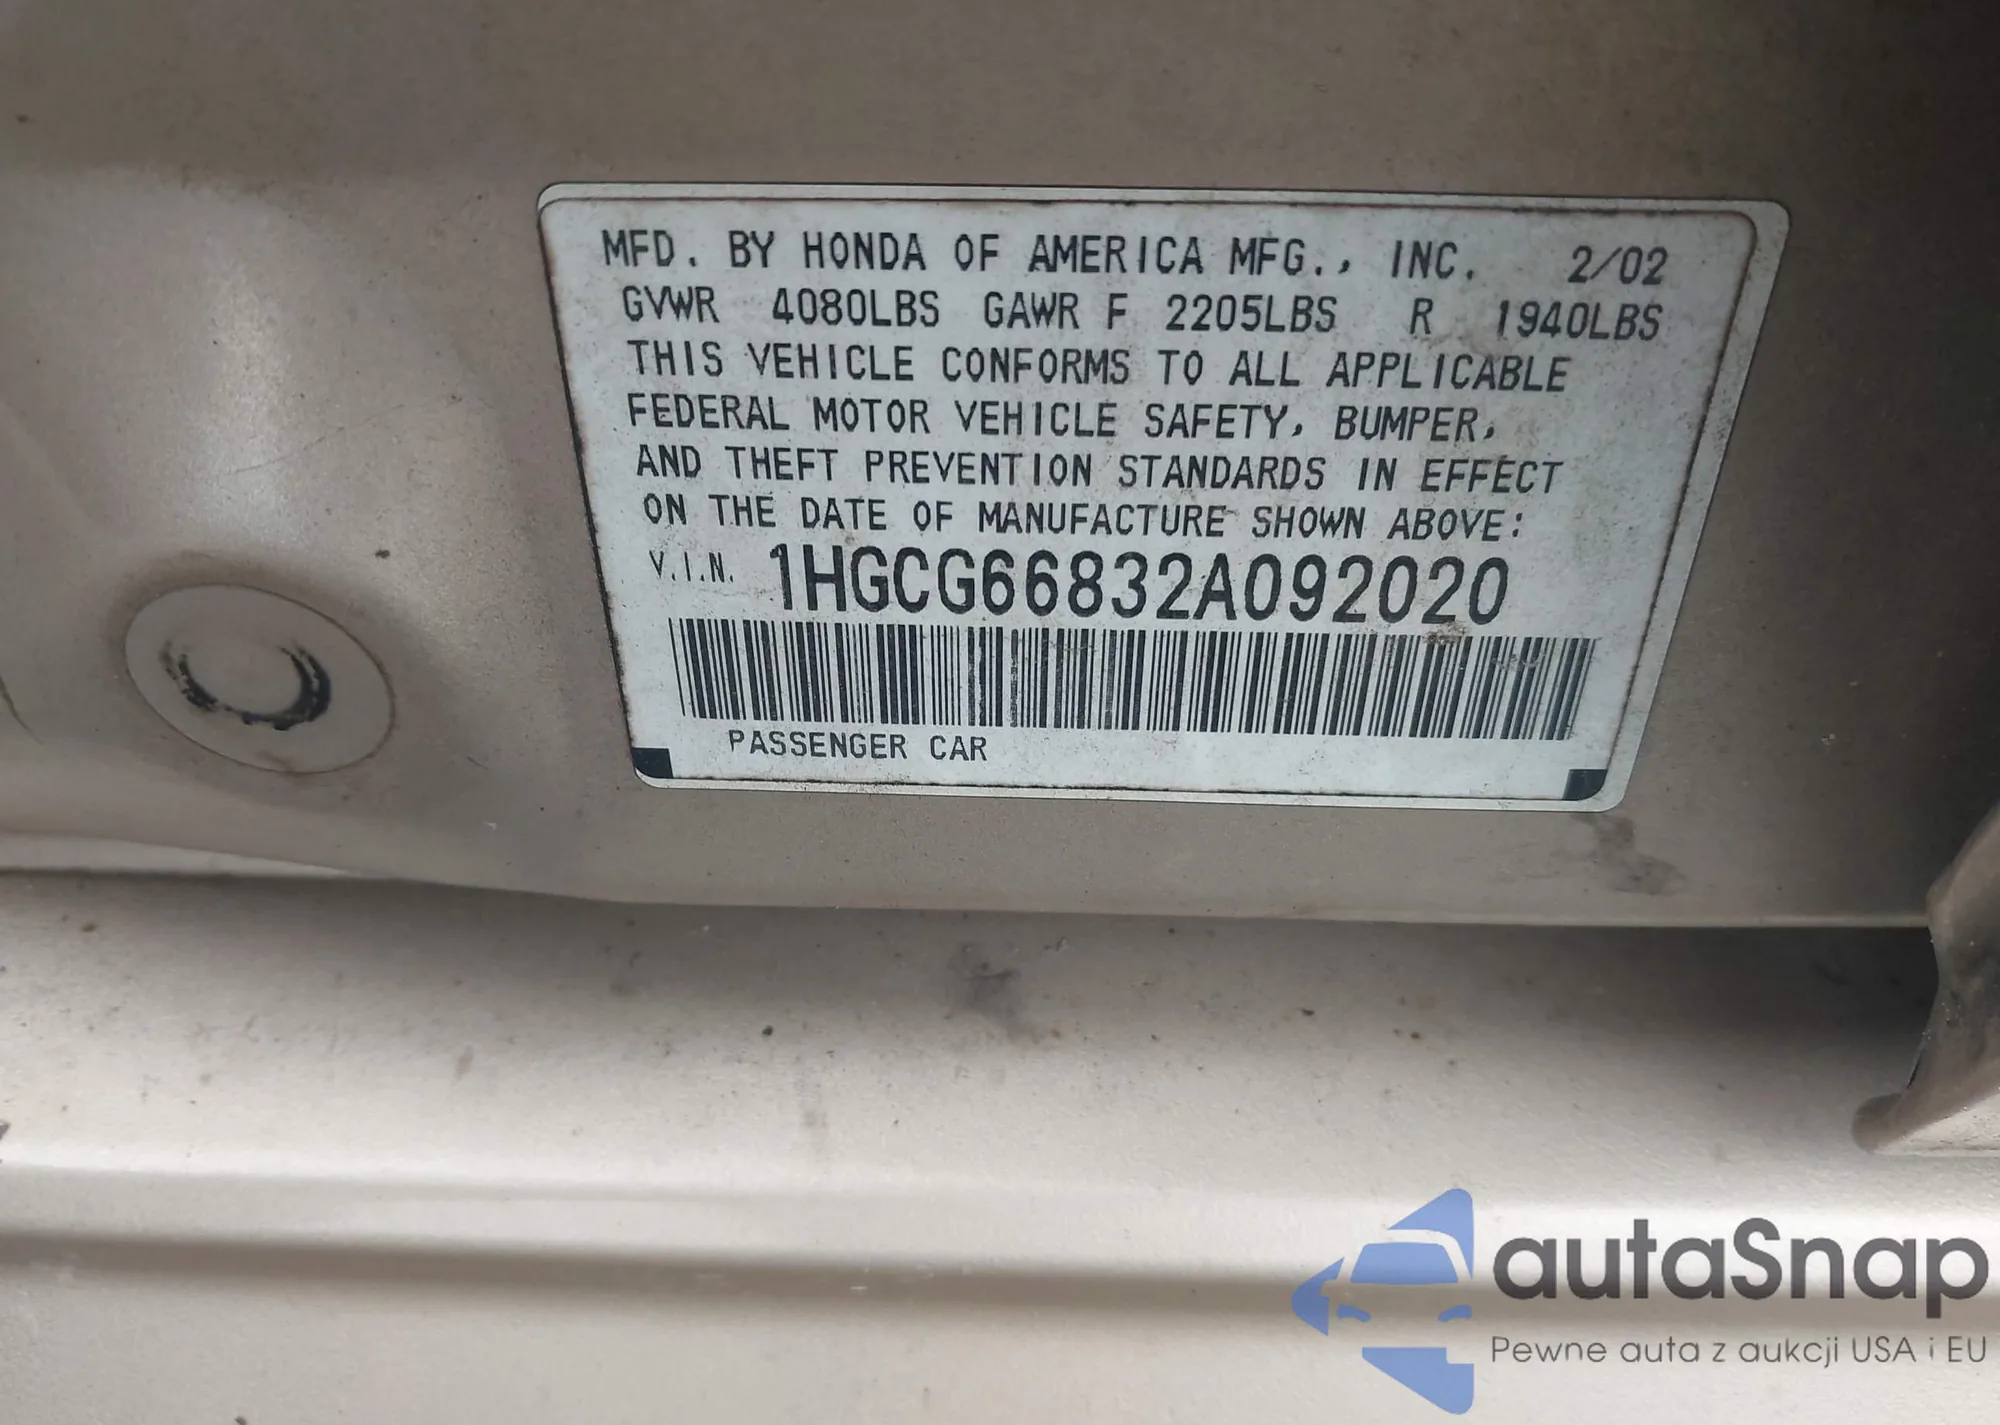 MFD. BY HONDA OF AMERICA MFG., INC. 2/02
GVWR 4080LBS GAWR F 2205LBS R 1940LBS
THIS VEHICLE CONFORMS TO ALL APPLICABLE
FEDERAL MOTOR VEHICLE SAFETY, BUMPER,
AND THEFT PREVENTION STANDARDS IN EFFECT
ON THE DATE OF MANUFACTURE SHOWN ABOVE:
V.I.N. 1HGCG66832A092020
PASSENGER CAR
autaSnap
Pewne auta z aukcji USA i EU